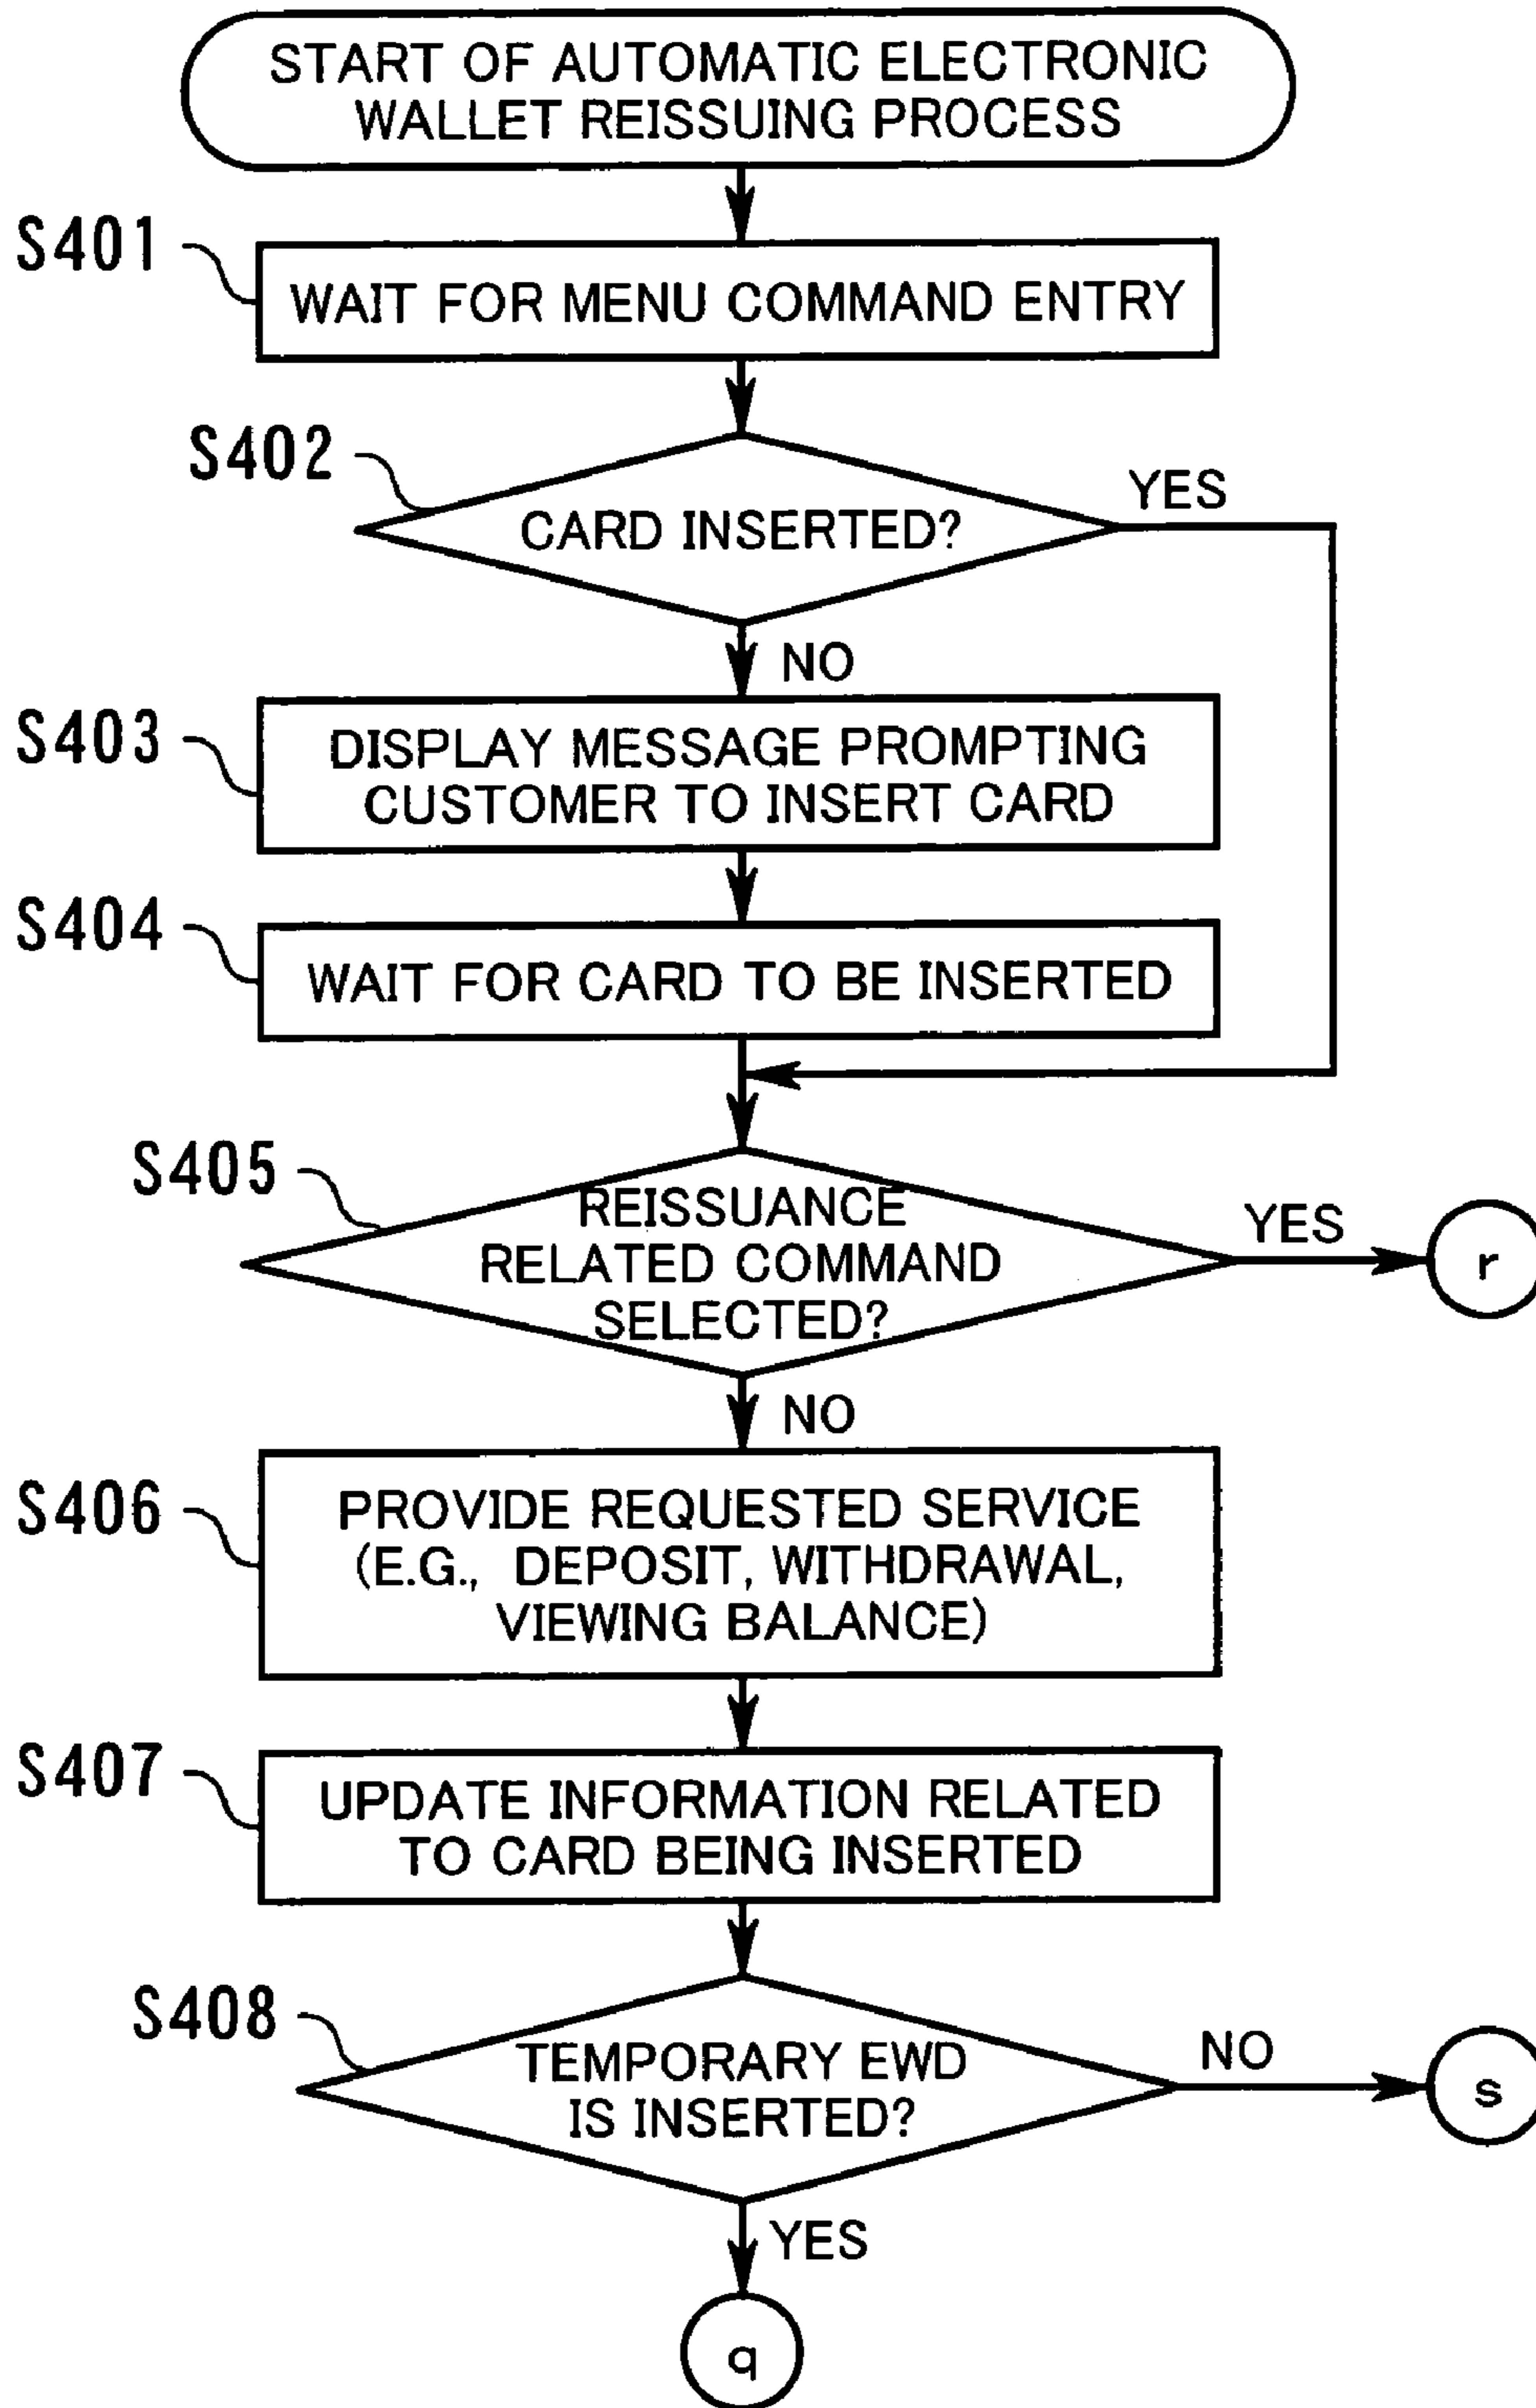 START OF AUTOMATIC ELECTRONIC
WALLET REISSUING PROCESS
S401
WAIT FOR MENU COMMAND ENTRY
S402
CARD INSERTED?
YES
NO
S403
DISPLAY MESSAGE PROMPTING
CUSTOMER TO INSERT CARD
S404
WAIT FOR CARD TO BE INSERTED
S405
REISSUANCE
RELATED COMMAND
SELECTED?
YES
r
NO
S406
PROVIDE REQUESTED SERVICE
(E.G., DEPOSIT, WITHDRAWAL,
VIEWING BALANCE)
S407
UPDATE INFORMATION RELATED
TO CARD BEING INSERTED
S408
TEMPORARY EWD
IS INSERTED?
NO
s
YES
q